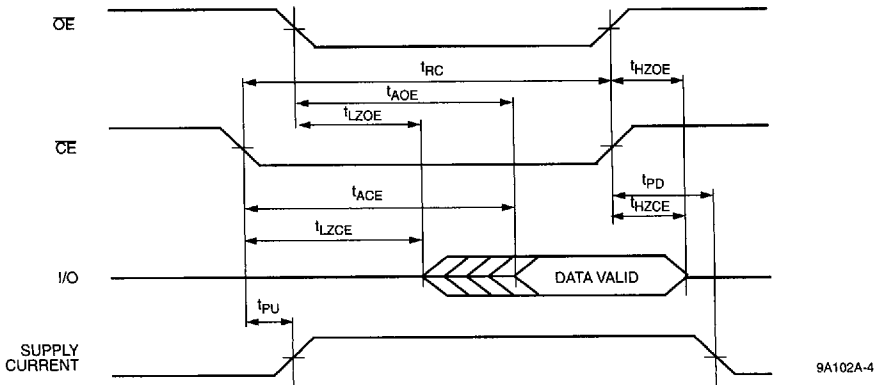 OE
tRC
tHZOE
tAOE
tLZOE
CE
tPD
tACE
tHZCE
tLZCE
I/O
DATA VALID
tPU
SUPPLY
CURRENT
9A102A-4